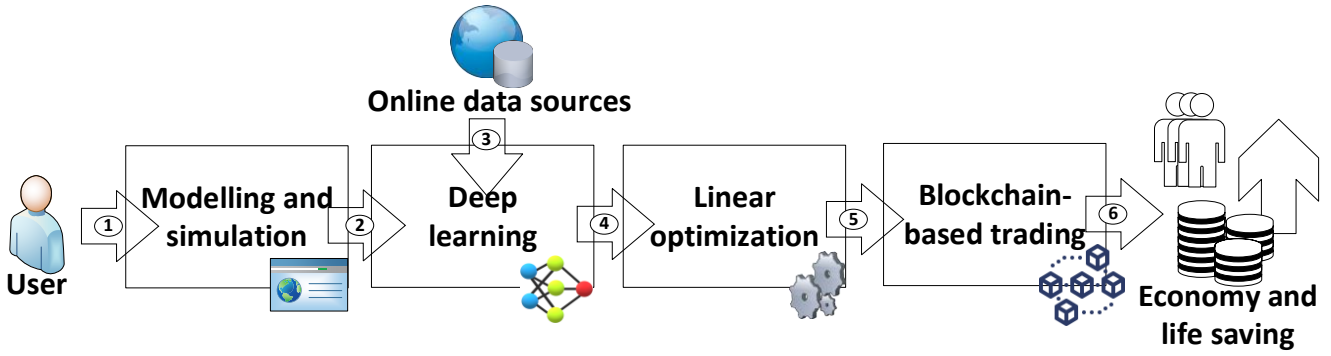 Online data sources
3
User
1
Modelling and
simulation
2
Deep
learning
4
Linear
optimization
5
Blockchain-
based trading
6
Economy and
life saving